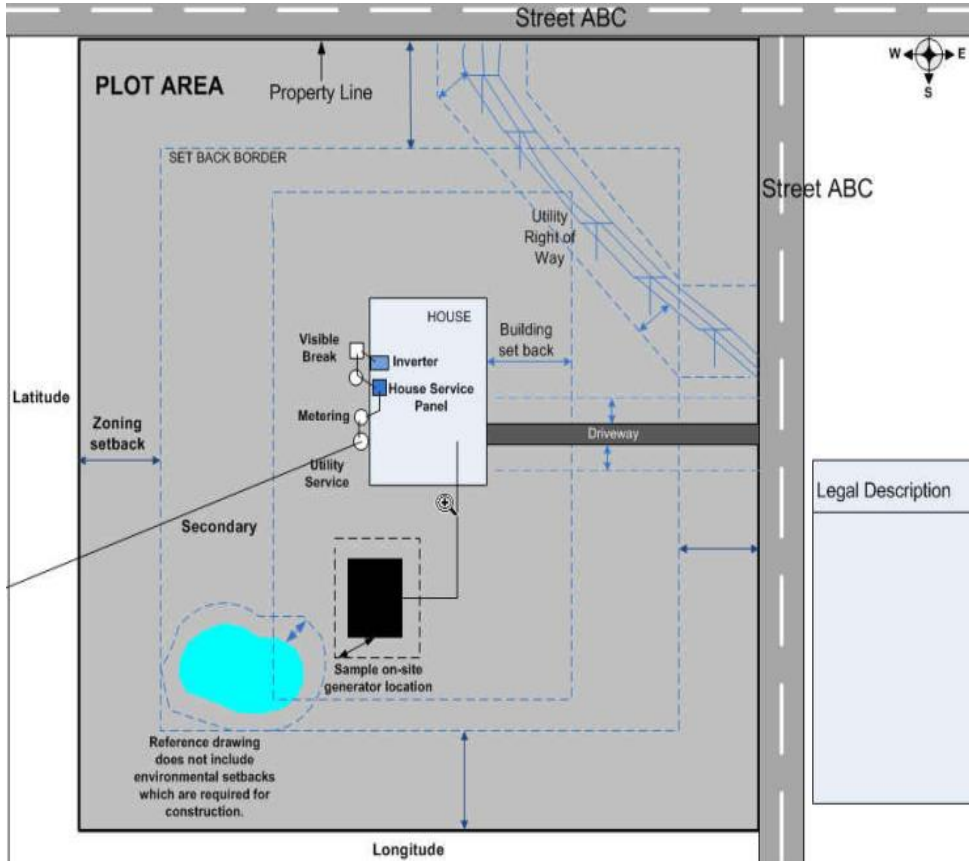 Street ABC
PLOT AREA
Property Line
W
E
S
SET BACK BORDER
Street ABC
Utility
Right of
Way
HOUSE
Visible
Break
Inverter
Building
set back
House Service
Panel
Latitude
Metering
Zoning
setback
Driveway
Utility
Service
Legal Description
Secondary
Sample on-site
generator location
Reference drawing
does not include
environmental setbacks
which are required for
construction.
Longitude